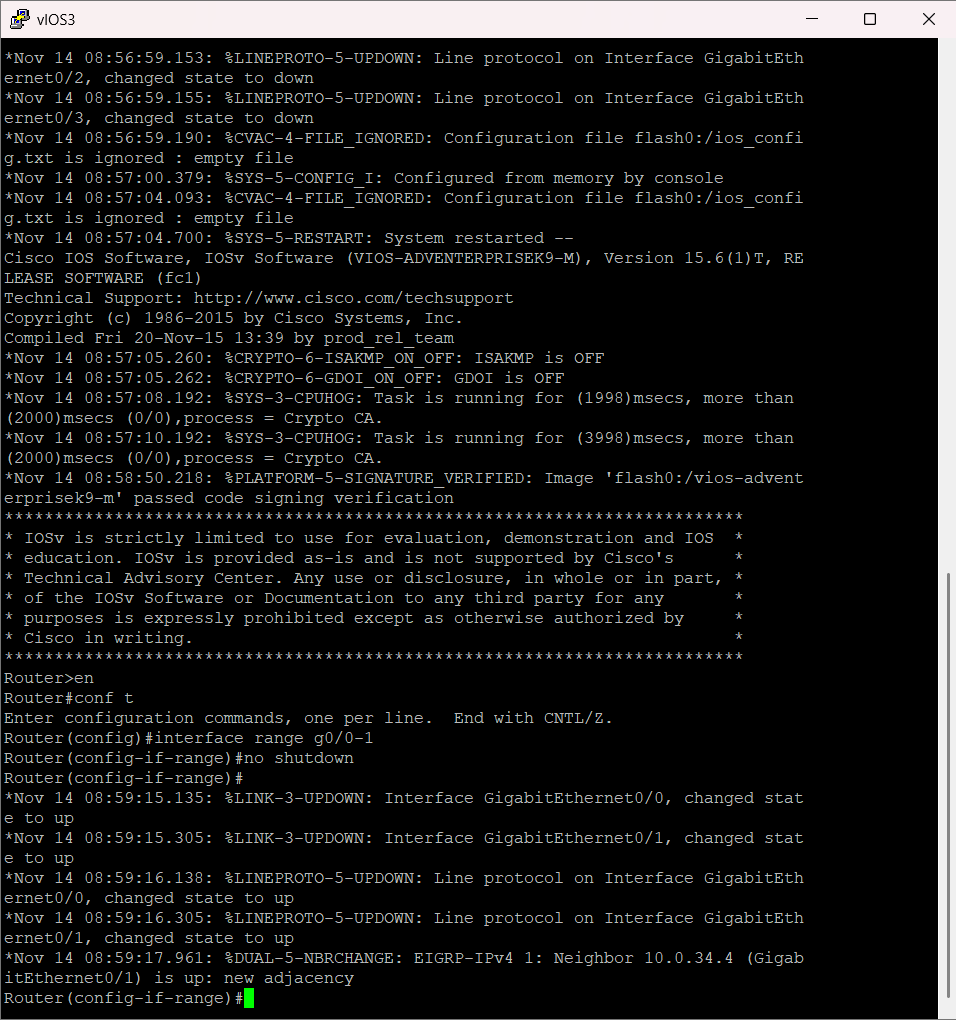 vIOS3
*Nov 14 08:56:59.153: %LINEPROTO-5-UPDOWN: Line protocol on Interface GigabitEth
ernet0/2, changed state to down
*Nov 14 08:56:59.155: %LINEPROTO-5-UPDOWN: Line protocol on Interface GigabitEth
ernet0/3, changed state to down
*Nov 14 08:56:59.190: %CVAC-4-FILE_IGNORED: Configuration file flash0:/ios_confi
g.txt is ignored : empty file
*Nov 14 08:57:00.379: %SYS-5-CONFIG_I: Configured from memory by console
*Nov 14 08:57:04.093: %CVAC-4-FILE_IGNORED: Configuration file flash0:/ios_confi
g.txt is ignored : empty file
*Nov 14 08:57:04.700: %SYS-5-RESTART: System restarted --
Cisco IOS Software, IOSv Software (VIOS-ADVENTERPRISEK9-M), Version 15.6(1)T, RE
LEASE SOFTWARE (fc1)
Technical Support: http://www.cisco.com/techsupport
Copyright (c) 1986-2015 by Cisco Systems, Inc.
Compiled Fri 20-Nov-15 13:39 by prod_rel_team
*Nov 14 08:57:05.260: %CRYPTO-6-ISAKMP_ON_OFF: ISAKMP is OFF
*Nov 14 08:57:05.262: %CRYPTO-6-GDOI_ON_OFF: GDOI is OFF
*Nov 14 08:57:08.192: %SYS-3-CPUHOG: Task is running for (1998)msecs, more than
(2000)msecs (0/0),process = Crypto CA.
*Nov 14 08:57:10.192: %SYS-3-CPUHOG: Task is running for (3998)msecs, more than
(2000)msecs (0/0),process = Crypto CA.
*Nov 14 08:58:50.218: %PLATFORM-5-SIGNATURE_VERIFIED: Image 'flash0:/vios-advent
erprisek9-m' passed code signing verification
**************************************************************************
* IOSv is strictly limited to use for evaluation, demonstration and IOS  *
* education. IOSv is provided as-is and is not supported by Cisco's      *
* Technical Advisory Center. Any use or disclosure, in whole or in part, *
* of the IOSv Software or Documentation to any third party for any       *
* purposes is expressly prohibited except as otherwise authorized by     *
* Cisco in writing.                                                      *
**************************************************************************
Router>en
Router#conf t
Enter configuration commands, one per line.  End with CNTL/Z.
Router(config)#interface range g0/0-1
Router(config-if-range)#no shutdown
Router(config-if-range)#
*Nov 14 08:59:15.135: %LINK-3-UPDOWN: Interface GigabitEthernet0/0, changed stat
e to up
*Nov 14 08:59:15.305: %LINK-3-UPDOWN: Interface GigabitEthernet0/1, changed stat
e to up
*Nov 14 08:59:16.138: %LINEPROTO-5-UPDOWN: Line protocol on Interface GigabitEth
ernet0/0, changed state to up
*Nov 14 08:59:16.305: %LINEPROTO-5-UPDOWN: Line protocol on Interface GigabitEth
ernet0/1, changed state to up
*Nov 14 08:59:17.961: %DUAL-5-NBRCHANGE: EIGRP-IPv4 1: Neighbor 10.0.34.4 (Gigab
itEthernet0/1) is up: new adjacency
Router(config-if-range)#